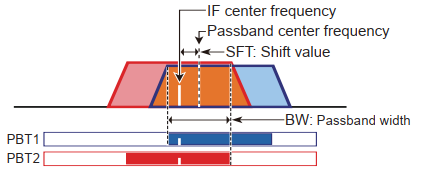 IF center frequency
Passband center frequency
SFT: Shift value
BW: Passband width
PBT1
PBT2